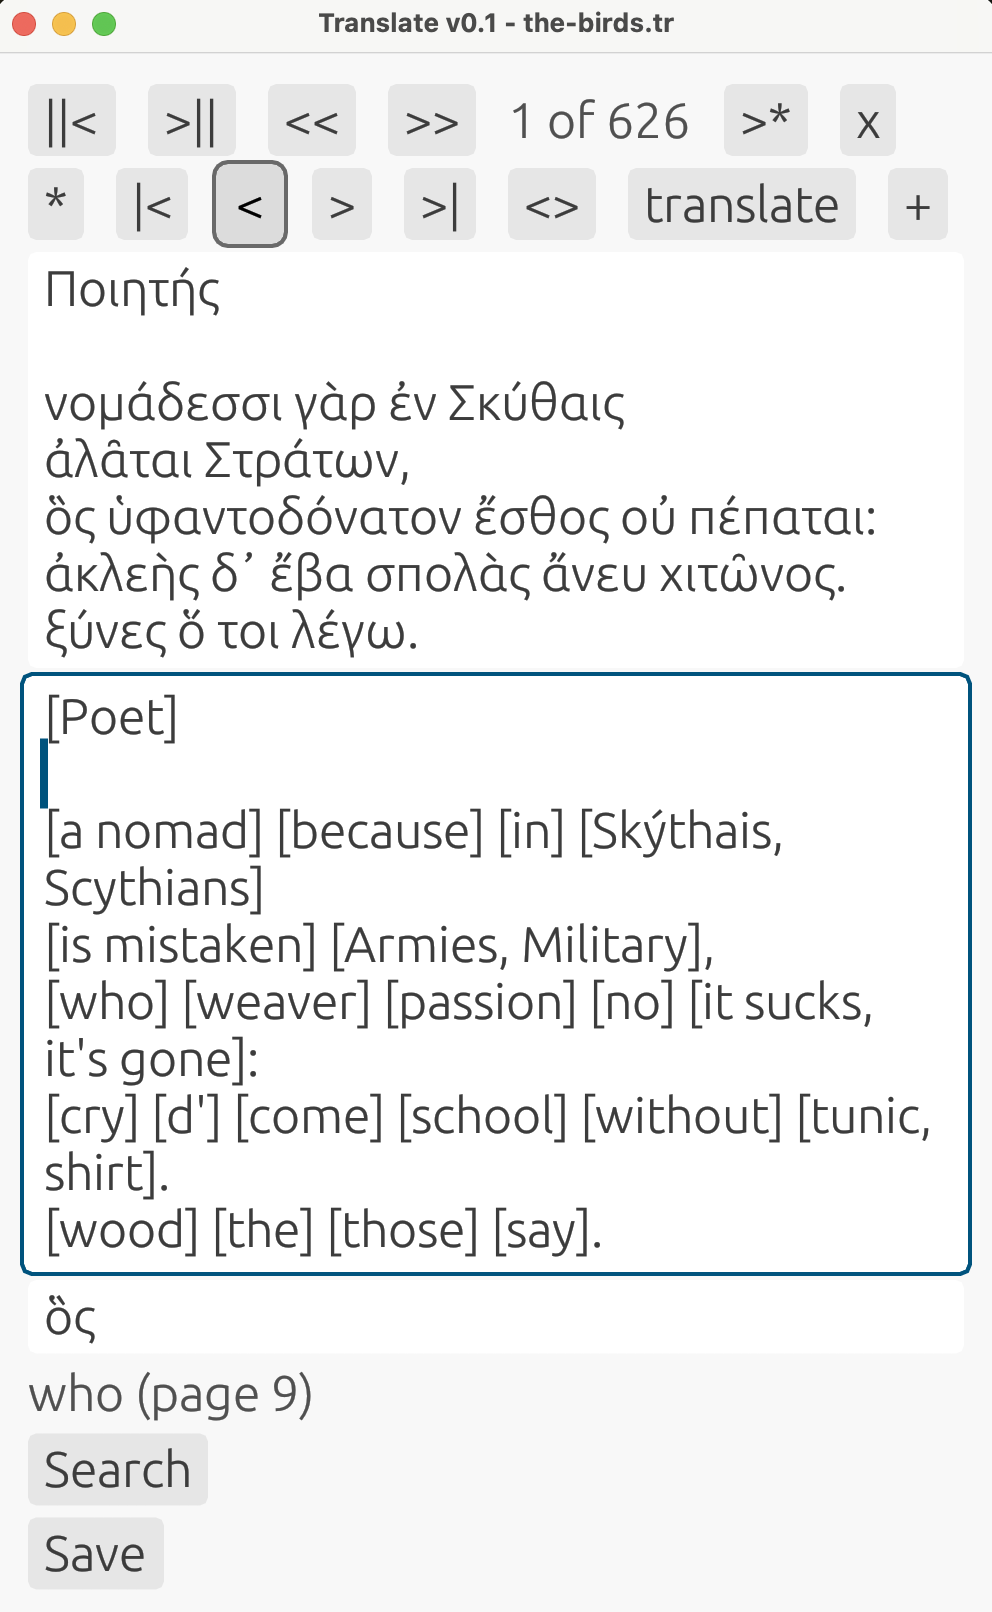 Translate v0.1 - the-birds.tr
||< >|| << >> 1 of 626 >* x
* |< < > >| <> translate +
Ποιητής
νομάδεσσι γὰρ ἐν Σκύθαις
ἀλᾶται Στράτων,
ὃς ὑφαντοδόνατον ἔσθος οὐ πέπαται:
ἀκλεὴς δ᾽ ἔβα σπολὰς ἄνευ χιτῶνος.
ξύνες ὅ τοι λέγω.
[Poet]
[a nomad] [because] [in] [Skýthais,
Scythians]
[is mistaken] [Armies, Military],
[who] [weaver] [passion] [no] [it sucks,
it's gone]:
[cry] [d'] [come] [school] [without] [tunic,
shirt].
[wood] [the] [those] [say].
ὃς
who (page 9)
Search
Save